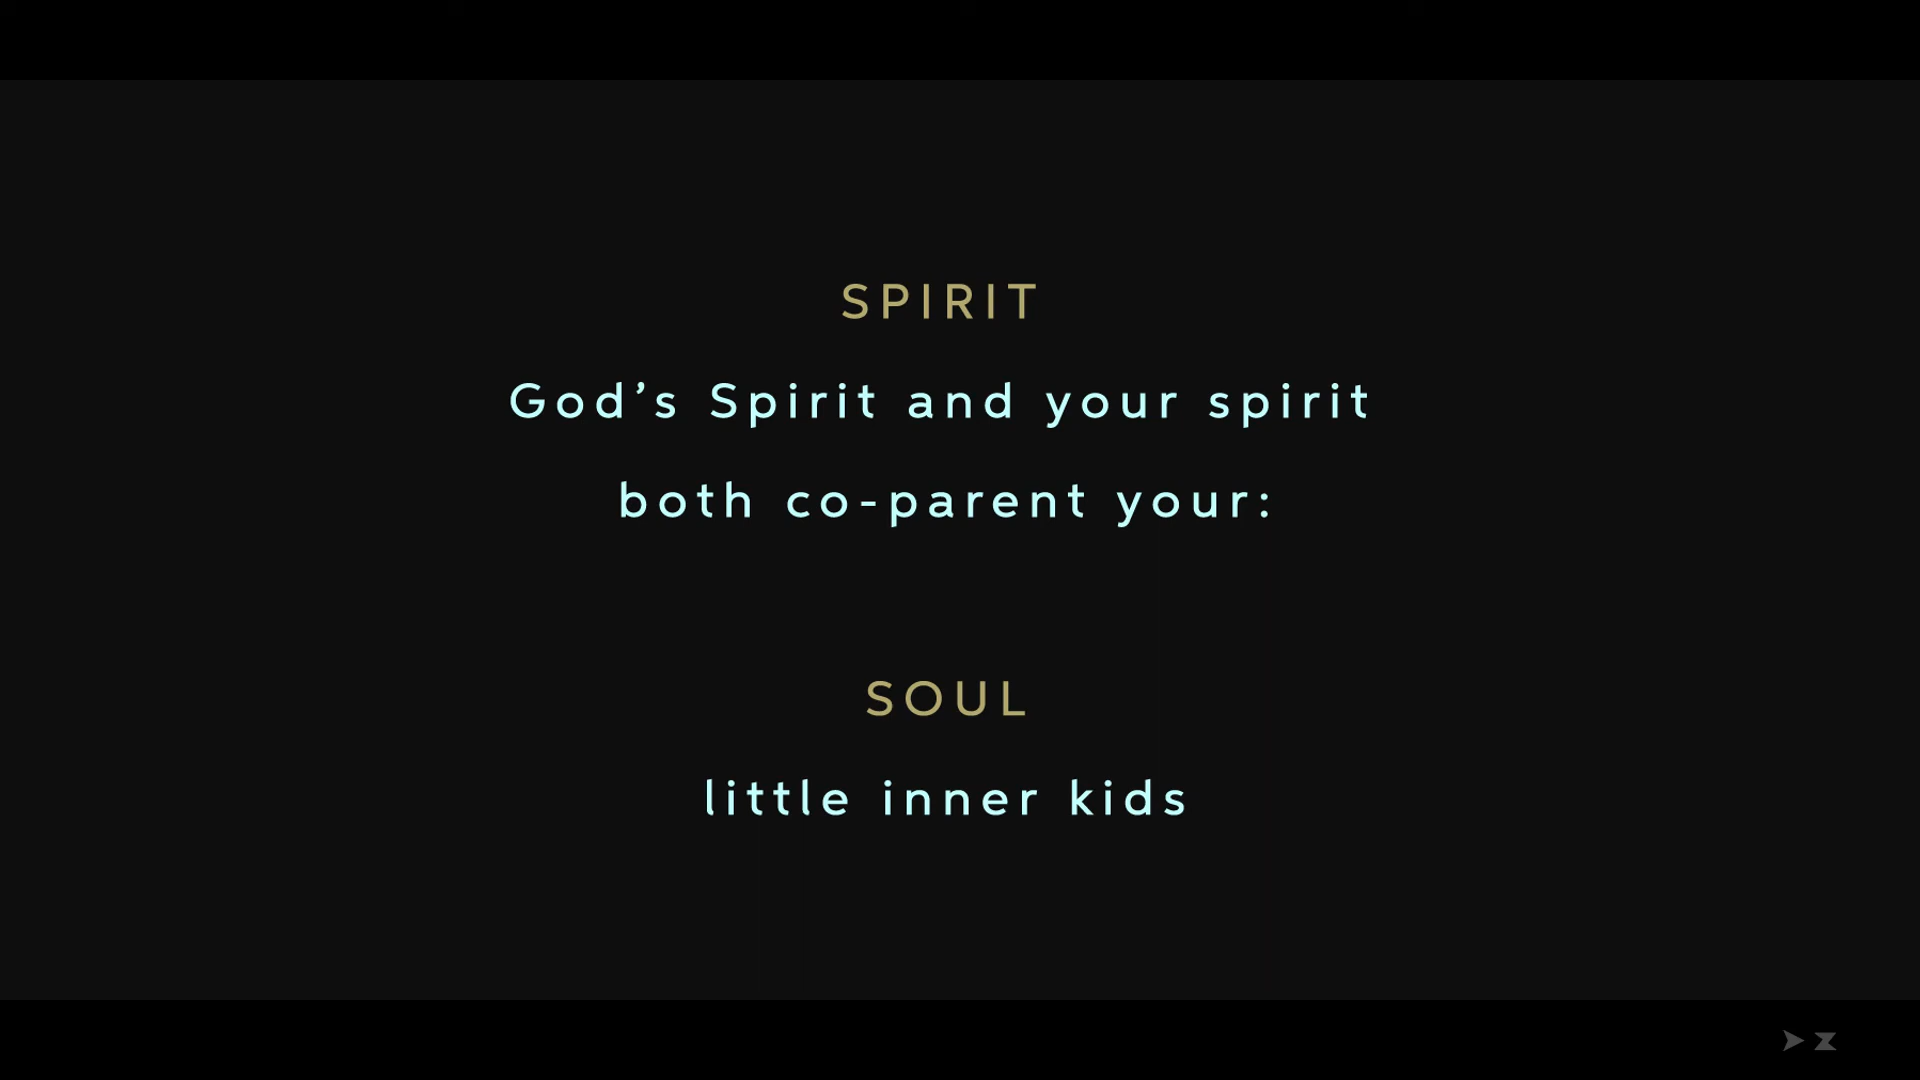 SPIRIT
God’s Spirit and your spirit
both co-parent your:
SOUL
little inner kids